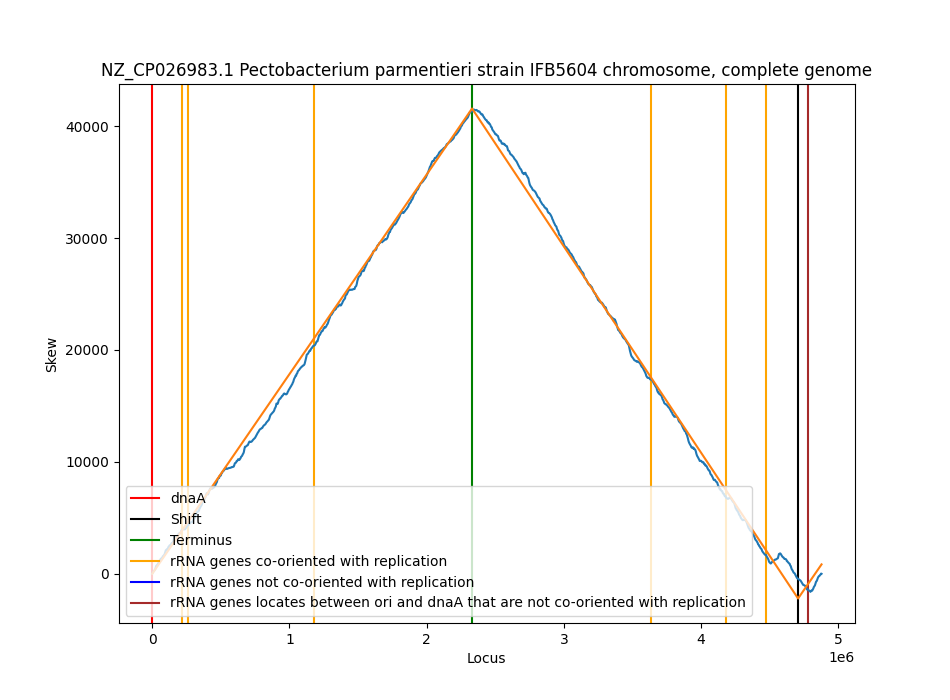 NZ_CP026983.1 Pectobacterium parmentieri strain IFB5604 chromosome, complete genome
Skew
40000
30000
20000
10000
0
dnaA
Shift
Terminus
rRNA genes co-oriented with replication
rRNA genes not co-oriented with replication
rRNA genes locates between ori and dnaA that are not co-oriented with replication
0 1 2 3 4 5
1e6
Locus